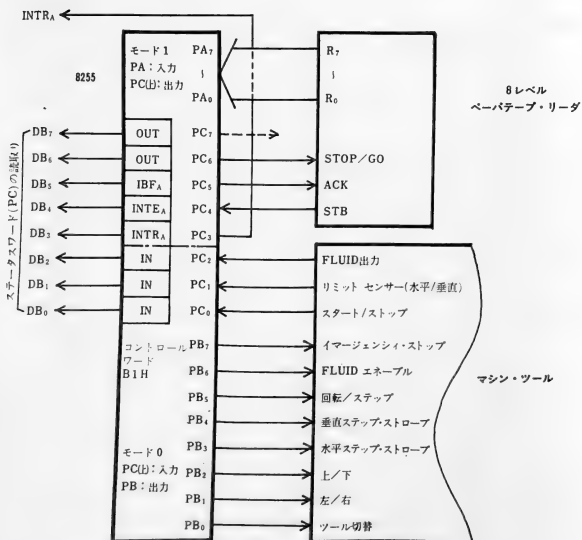 INTRA
モード1
PA：入力
PC(上)：出力
8255
PA7
〜
PA0
R7
〜
R0
8レベル
ペーパテープ・リーダ
ステータスワード(PC)の読取り
DB7
OUT
PC7
DB6
OUT
PC6
STOP/GO
DB5
IBFA
PC5
ACK
DB4
INTEA
PC4
STB
DB3
INTRA
PC3
DB2
IN
PC2
FLUID出力
DB1
IN
PC1
リミット センサー(水平/垂直)
DB0
IN
PC0
スタート/ストップ
コントロール
ワード
B1H
PB7
イマージェンシィ・ストップ
PB6
FLUID エネーブル
マシン・ツール
PB5
回転/ステップ
PB4
垂直ステップ・ストローブ
モード0
PC(上)：入力
PB：出力
PB3
水平ステップ・ストローブ
PB2
上/下
PB1
左/右
PB0
ツール切替